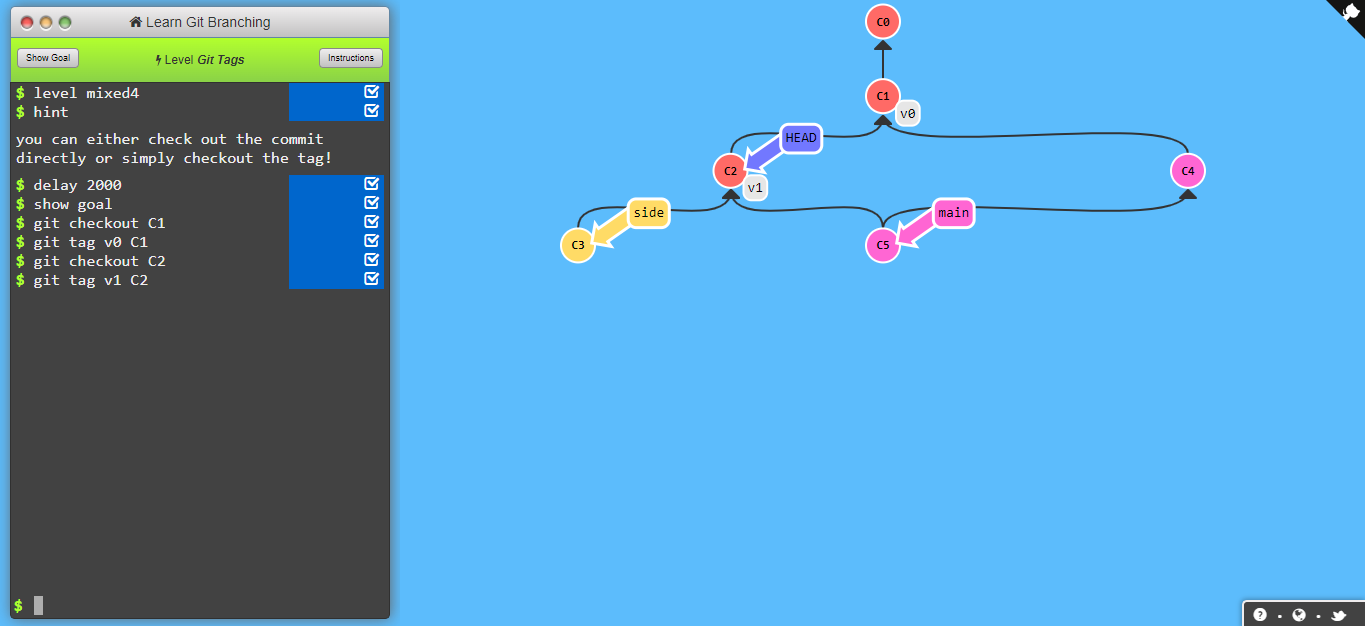 Learn Git Branching
Show Goal
Level Git Tags
Instructions
$ level mixed4
$ hint
you can either check out the commit
directly or simply checkout the tag!
$ delay 2000
$ show goal
$ git checkout C1
$ git tag v0 C1
$ git checkout C2
$ git tag v1 C2
$
C0
C1
v0
HEAD
C2
v1
C4
side
main
C3
C5